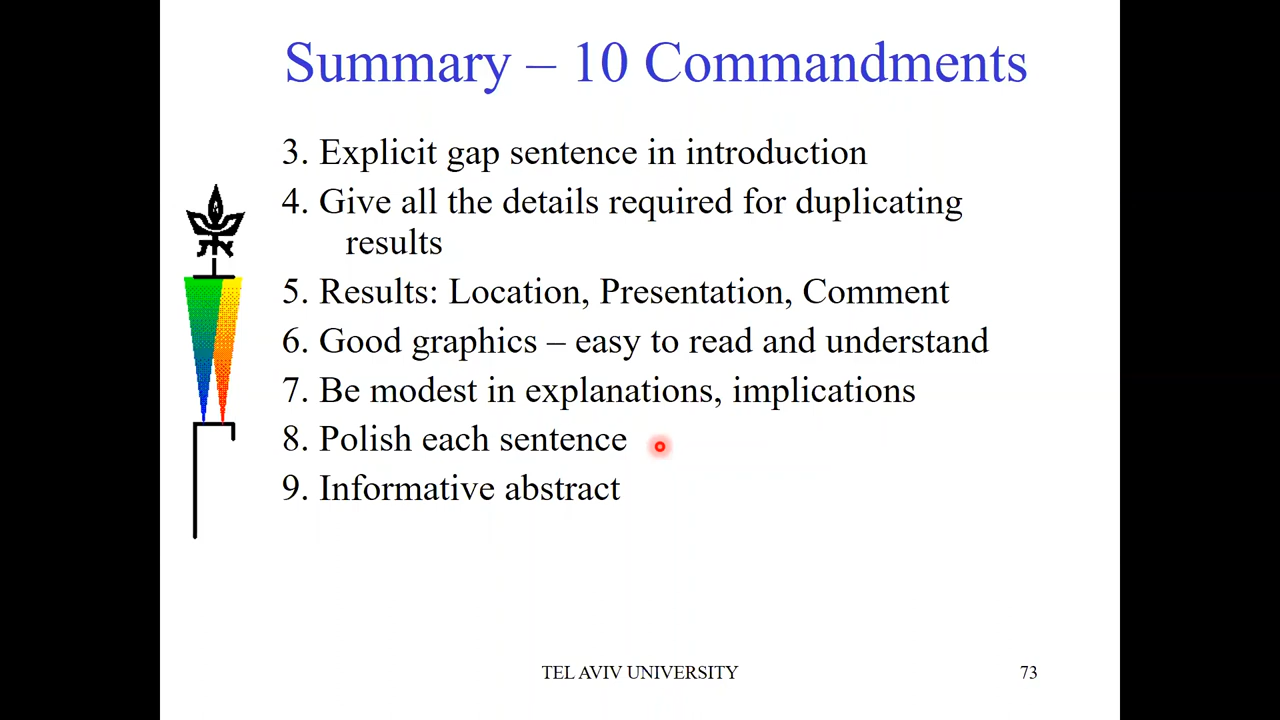 Summary – 10 Commandments
3. Explicit gap sentence in introduction
4. Give all the details required for duplicating
results
5. Results: Location, Presentation, Comment
6. Good graphics – easy to read and understand
7. Be modest in explanations, implications
8. Polish each sentence
9. Informative abstract
TEL AVIV UNIVERSITY
73